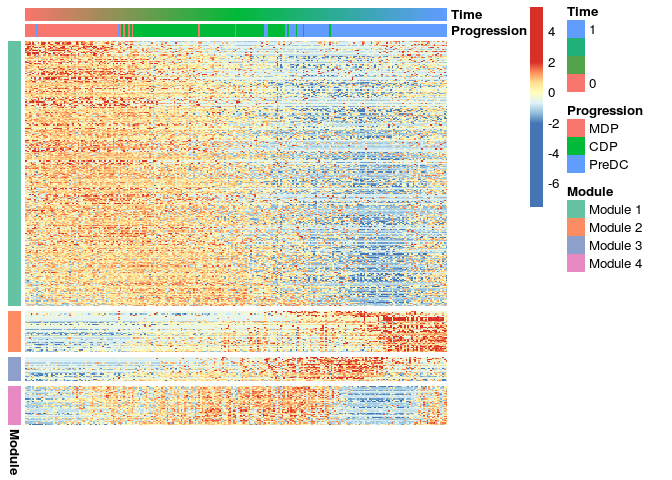 Time
Progression
4
2
0
-2
-4
-6
Time
1
0
Progression
MDP
CDP
PreDC
Module
Module 1
Module 2
Module 3
Module 4
Module